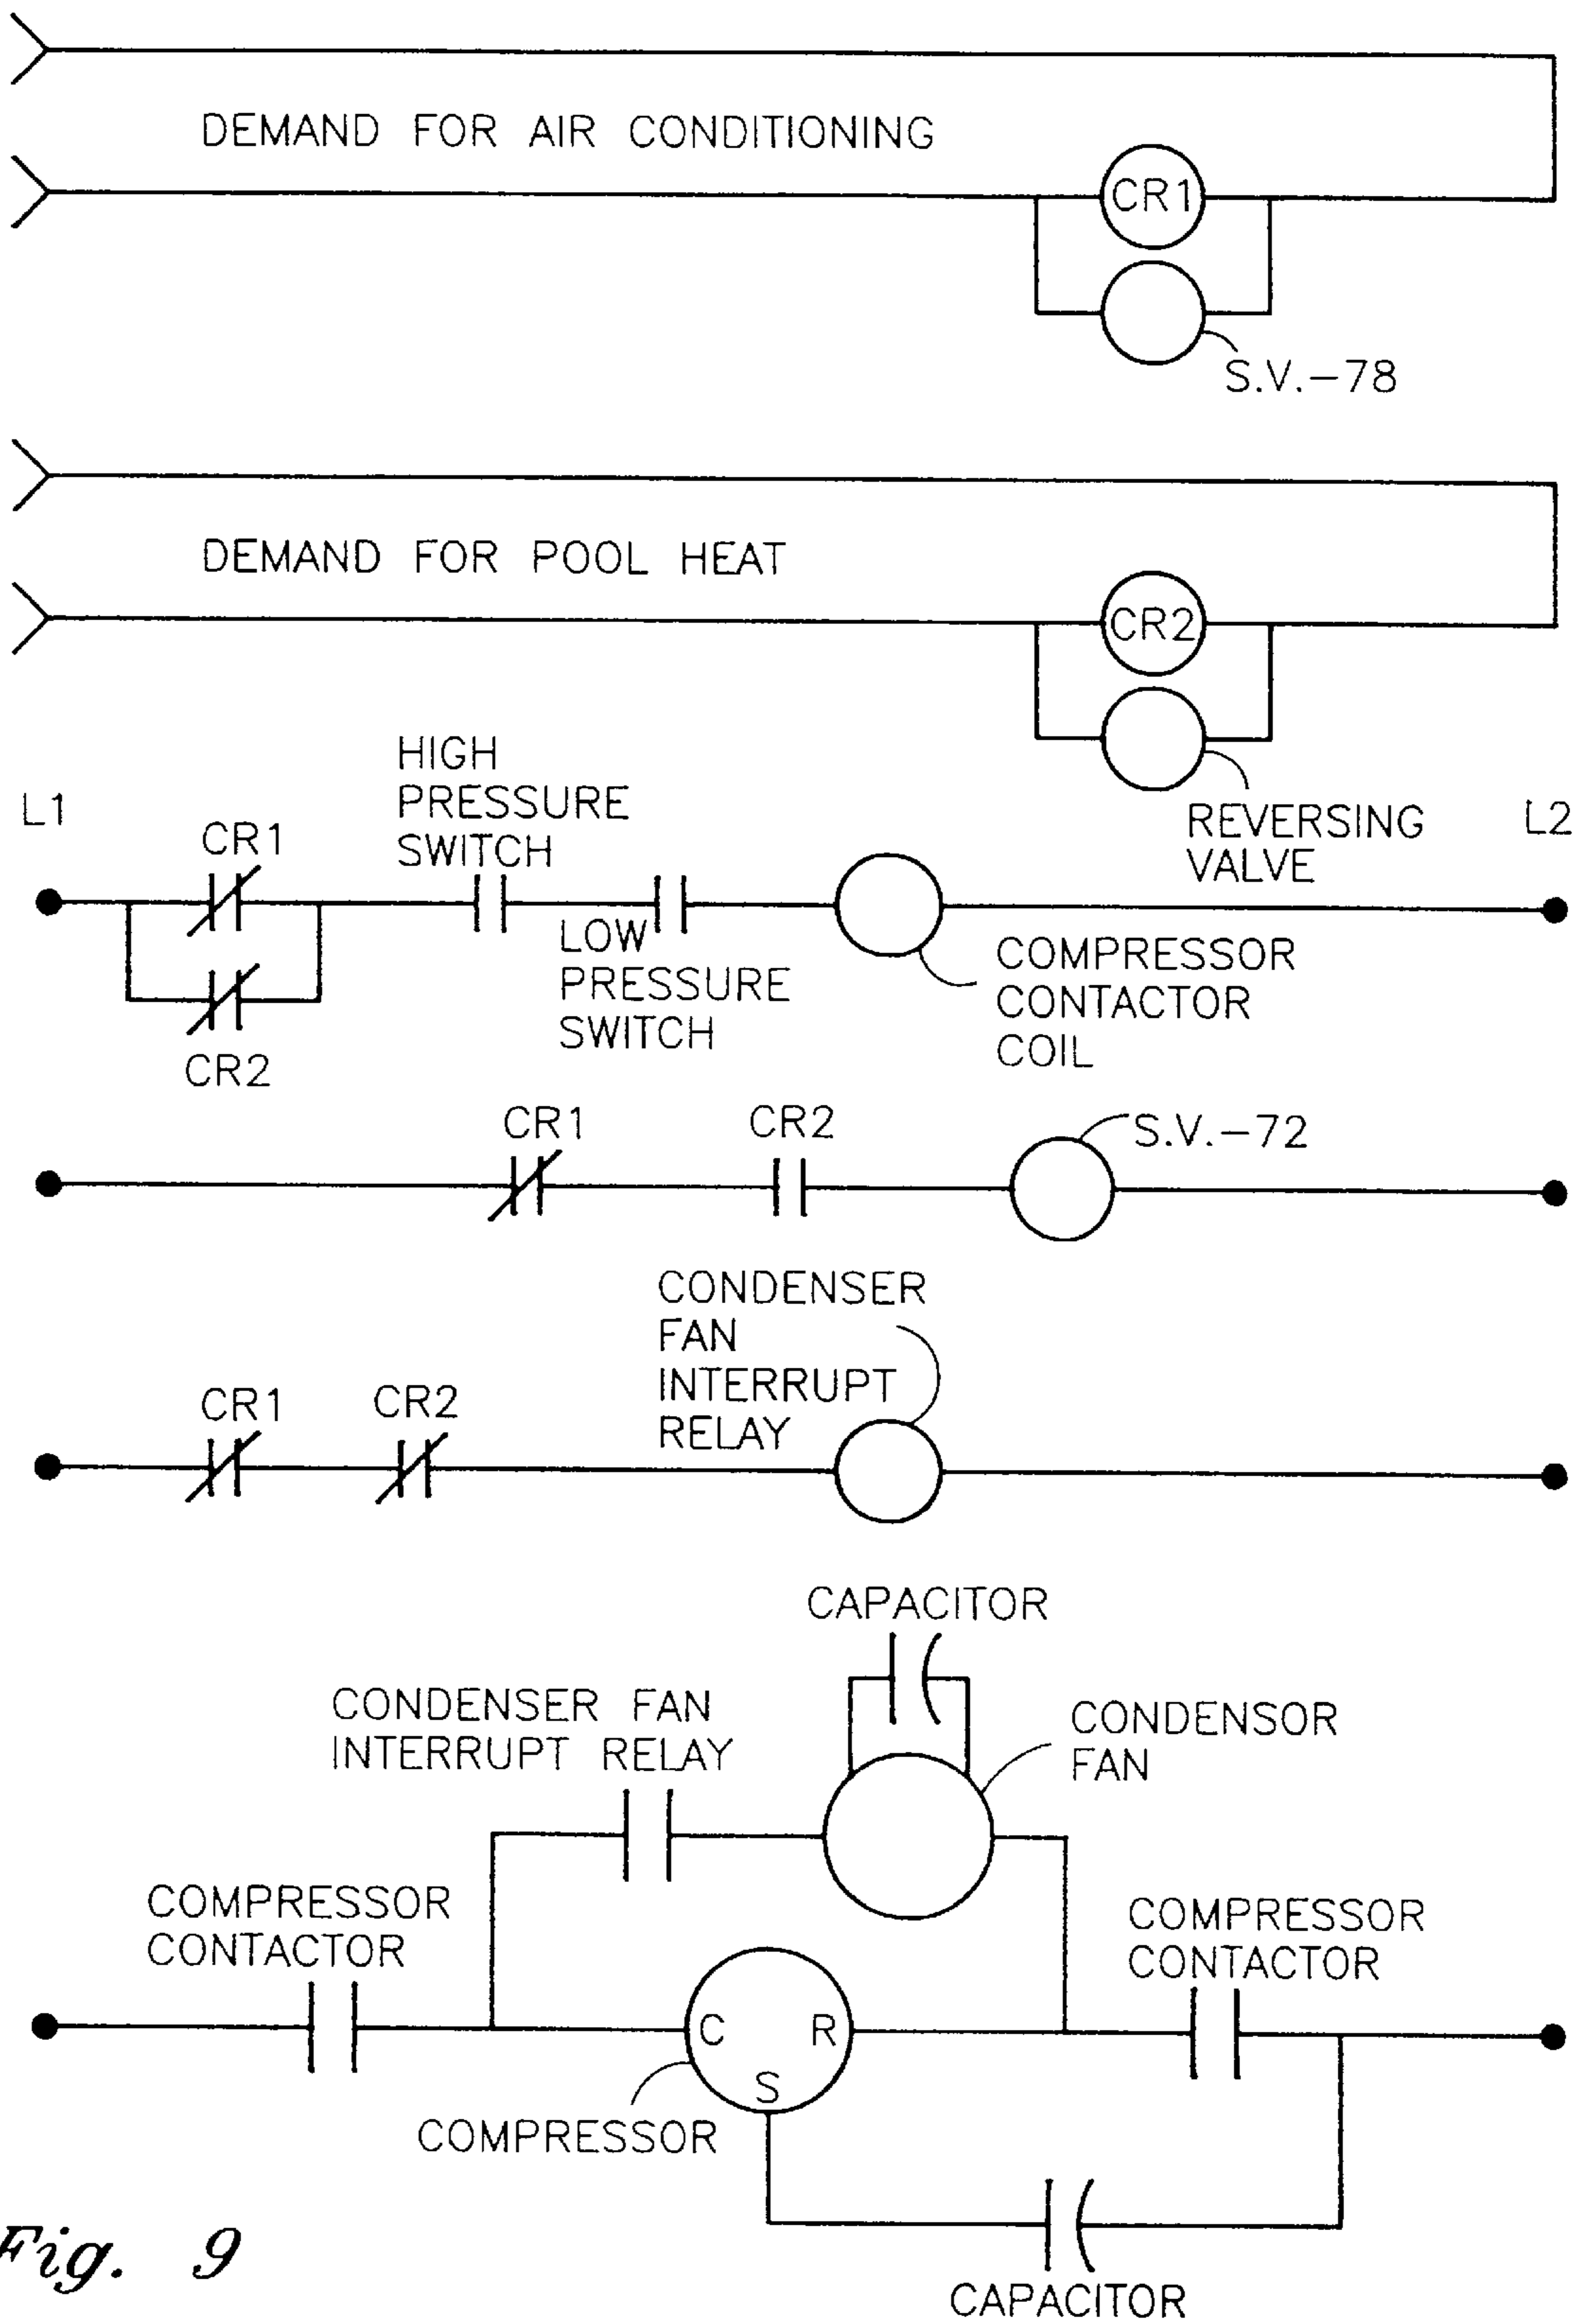 DEMAND FOR AIR CONDITIONING
CR1
S.V.-78
DEMAND FOR POOL HEAT
CR2
REVERSING
VALVE
L1
L2
CR1
CR2
HIGH
PRESSURE
SWITCH
LOW
PRESSURE
SWITCH
COMPRESSOR
CONTACTOR
COIL
CR1
CR2
S.V.-72
CR1
CR2
CONDENSER
FAN
INTERRUPT
RELAY
CAPACITOR
CONDENSER FAN
INTERRUPT RELAY
CONDENSOR
FAN
COMPRESSOR
CONTACTOR
COMPRESSOR
CONTACTOR
C R
S
COMPRESSOR
CAPACITOR
Fig. 9